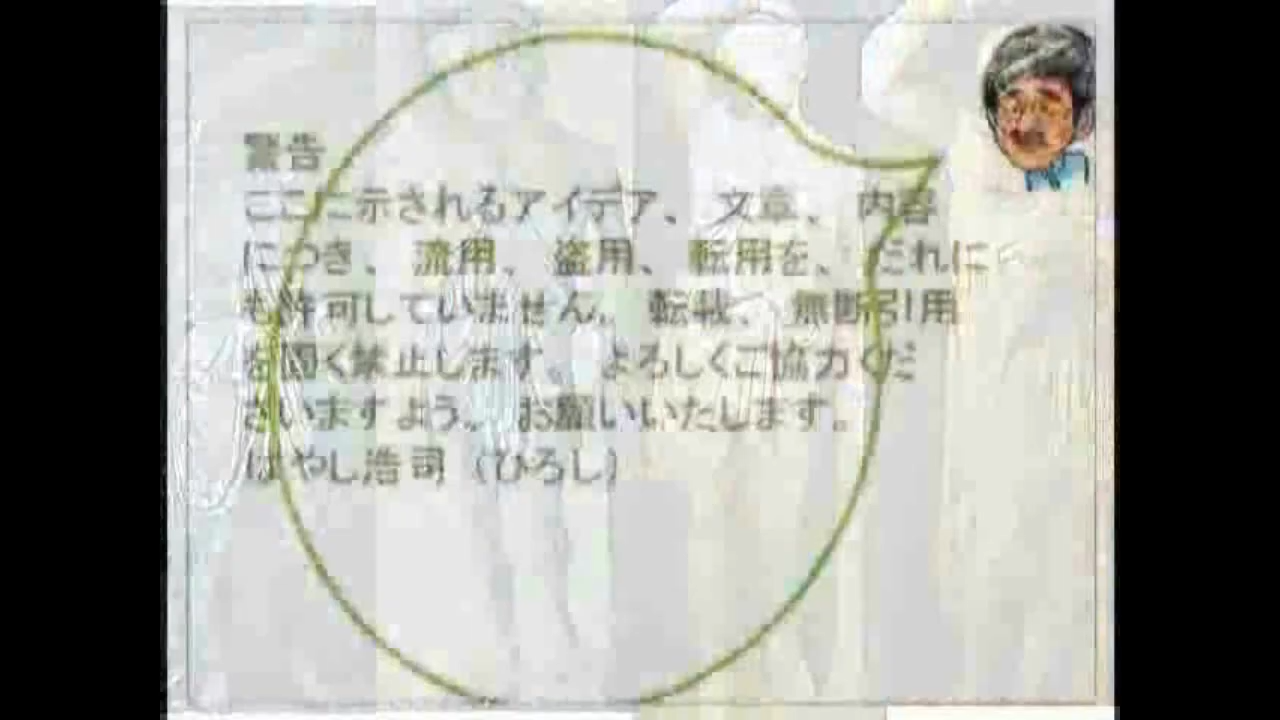 警告
ここに示されるアイデア、文章、内容
につき、流用、盗用、転用を、だれに
も許可していません。転載、無断引用
を固く禁止します。よろしくご協力くだ
さいますよう。お願いいたします。
はやし浩司(ひろし)